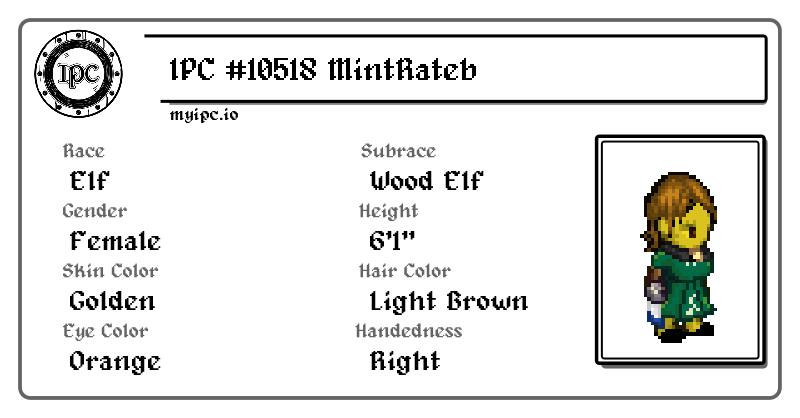 IPC
IPC #10518 MintRateb
myipc.io
Race
Elf
Subrace
Wood Elf
Gender
Female
Height
6'1"
Skin Color
Golden
Hair Color
Light Brown
Eye Color
Orange
Handedness
Right